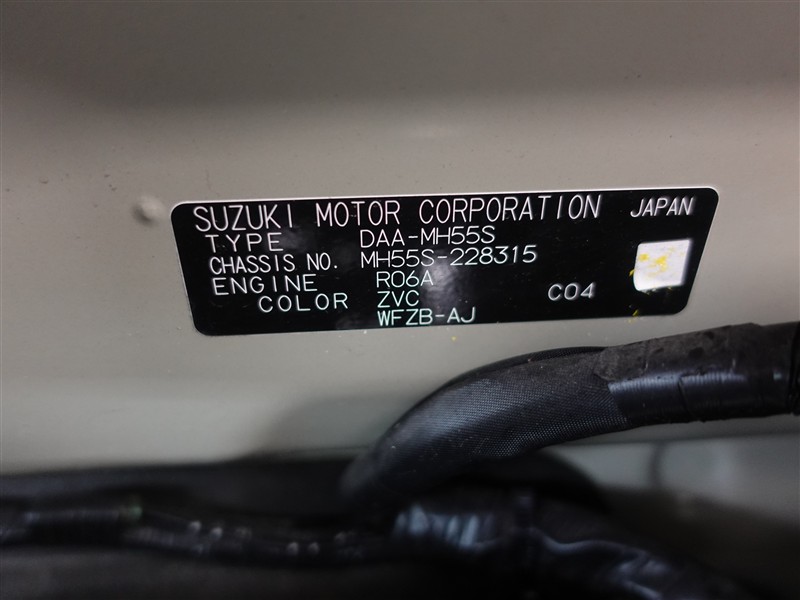 SUZUKI MOTOR CORPORATION JAPAN
TYPE DAA-MH55S
CHASSIS NO. MH55S-228315
ENGINE R06A
COLOR ZVC C04
WFZB-AJ